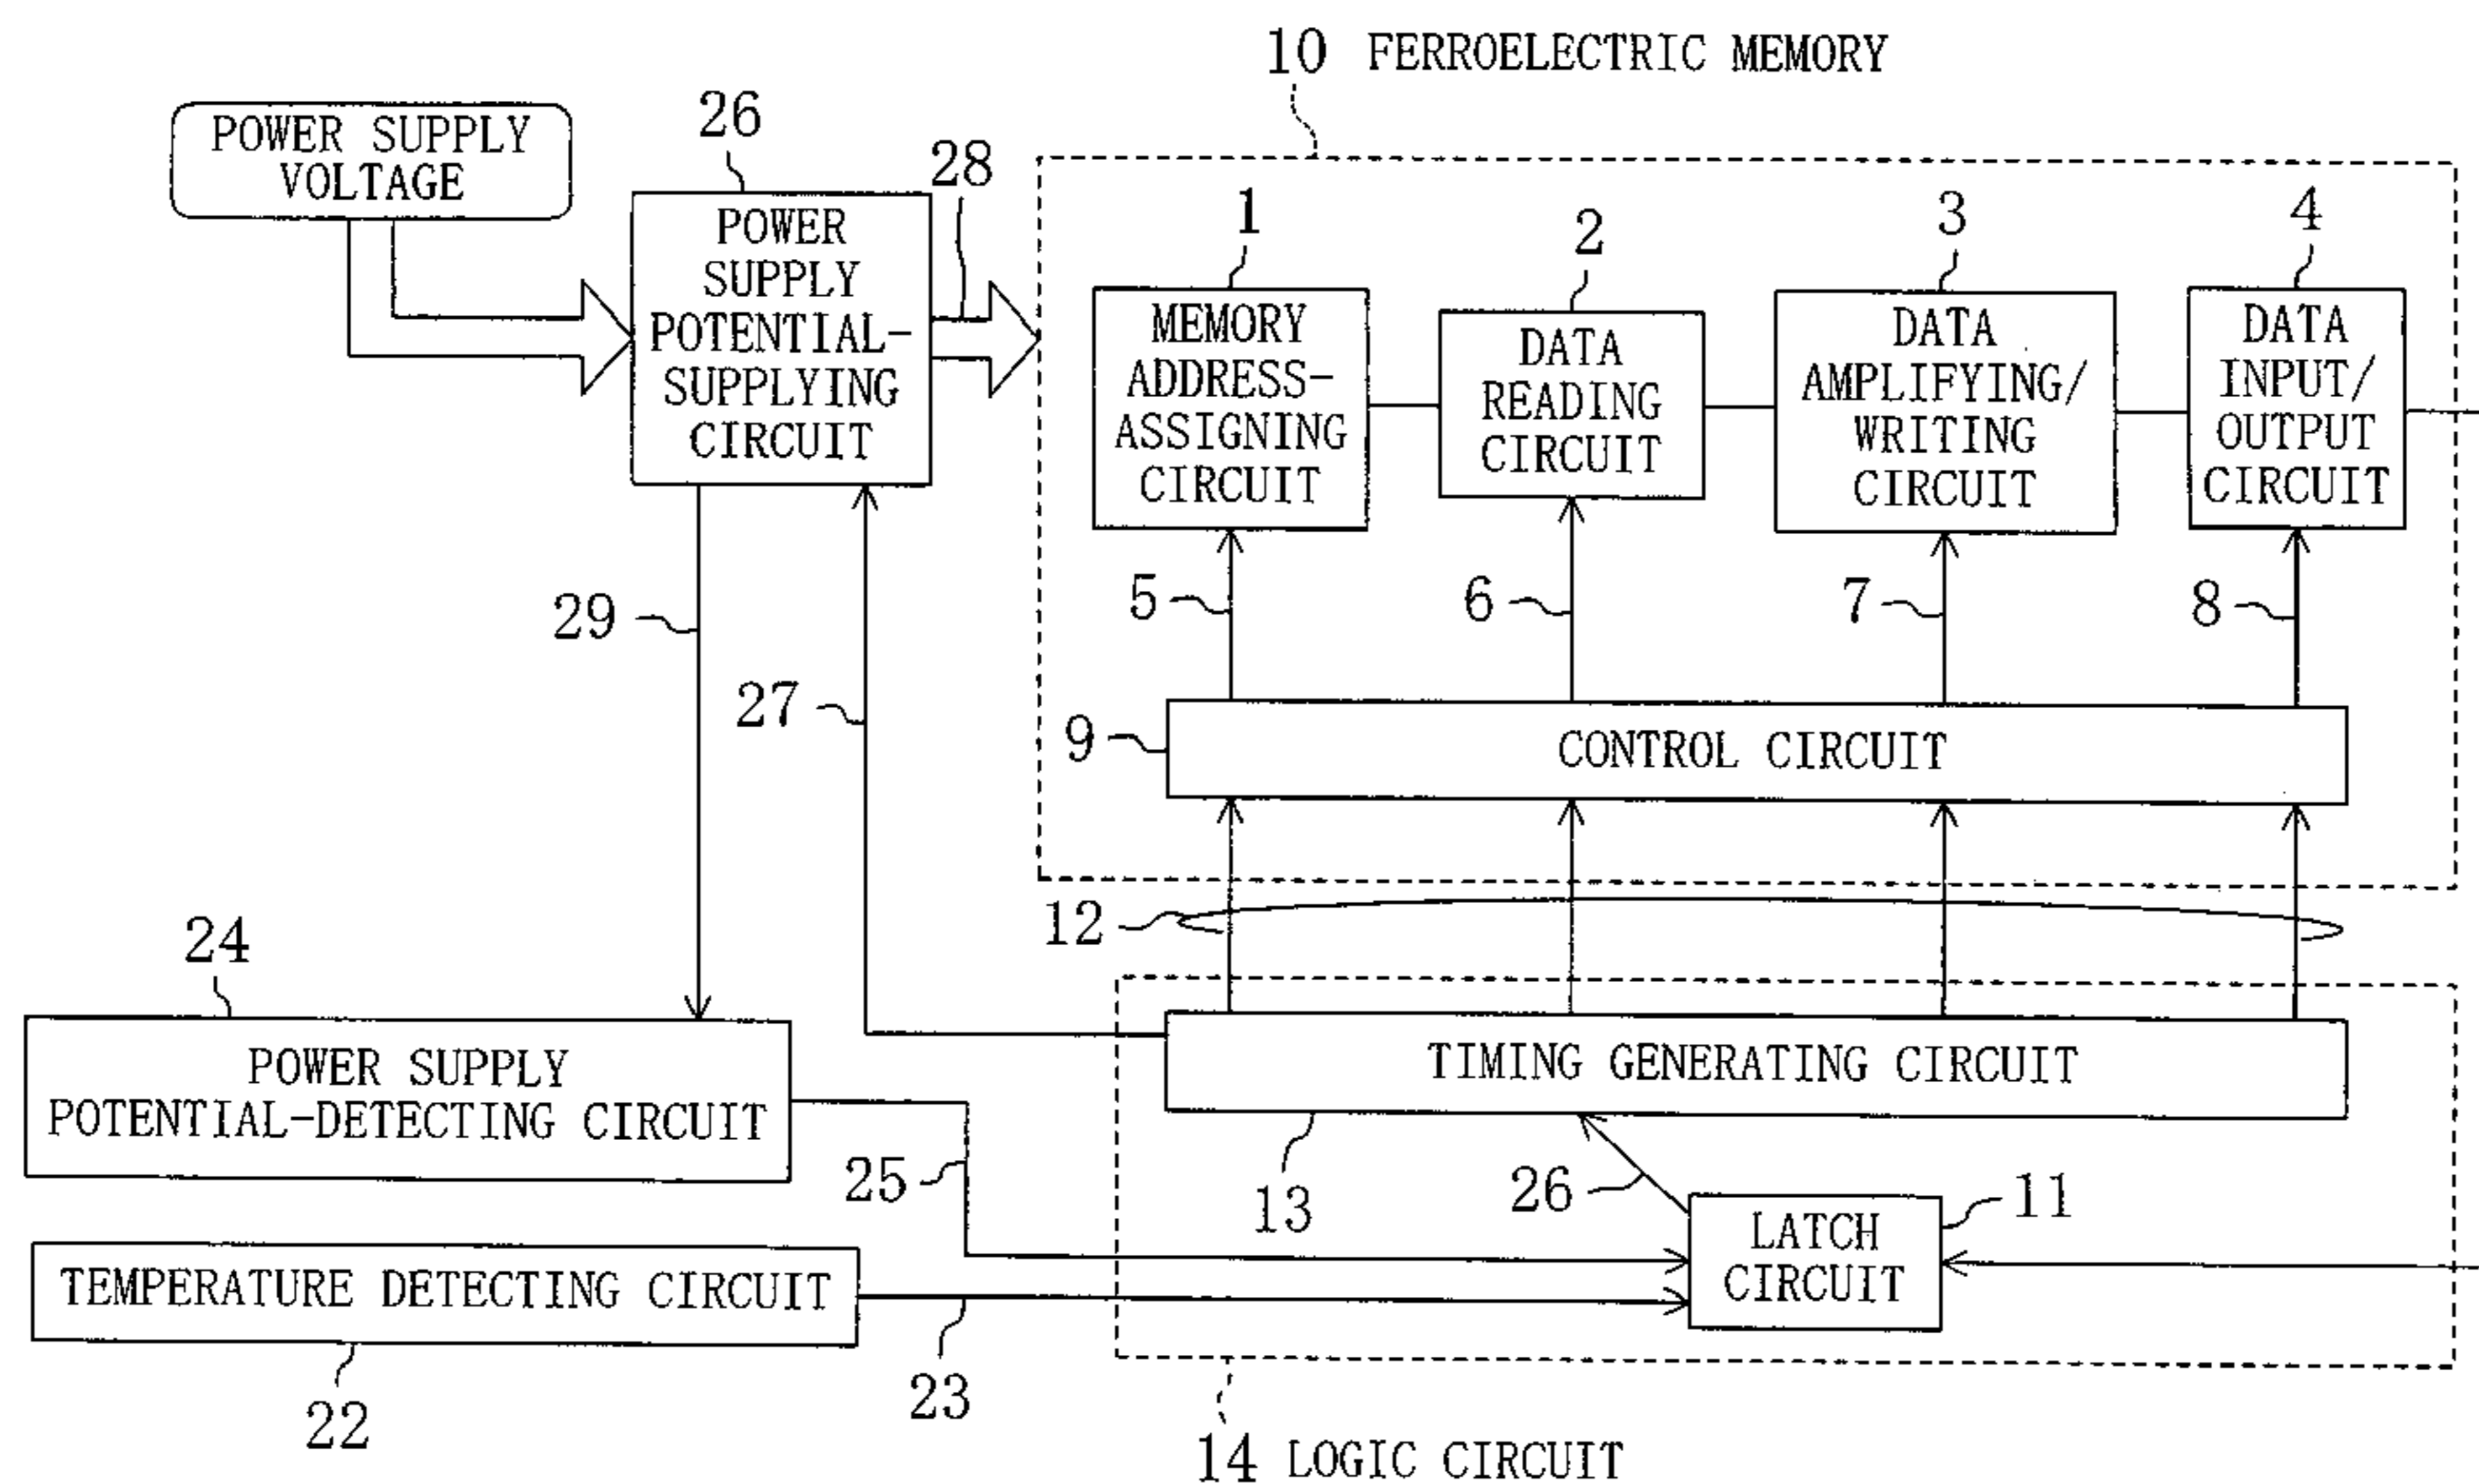 10 FERROELECTRIC MEMORY
POWER SUPPLY
VOLTAGE
26
28
POWER
SUPPLY
POTENTIAL-
SUPPLYING
CIRCUIT
1
MEMORY
ADDRESS-
ASSIGNING
CIRCUIT
2
DATA
READING
CIRCUIT
3
DATA
AMPLIFYING/
WRITING
CIRCUIT
4
DATA
INPUT/
OUTPUT
CIRCUIT
5
6
7
8
29
27
9
CONTROL CIRCUIT
12
24
POWER SUPPLY
POTENTIAL-DETECTING CIRCUIT
TIMING GENERATING CIRCUIT
25
13
26
11
LATCH
CIRCUIT
TEMPERATURE DETECTING CIRCUIT
22
23
14 LOGIC CIRCUIT